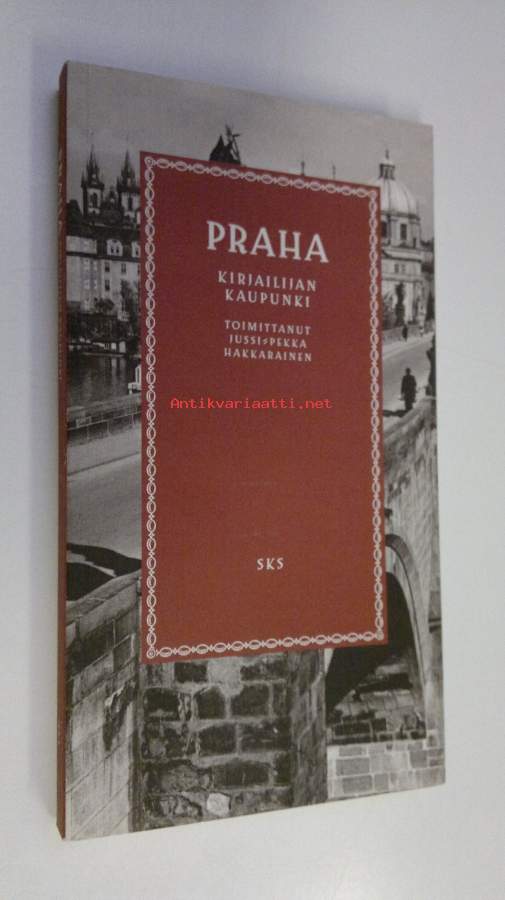 PRAHA
KIRJAILIJAN
KAUPUNKI
TOIMITTANUT
JUSSI-PEKKA
HAKKARAINEN
Antikvariaatti.net
SKS